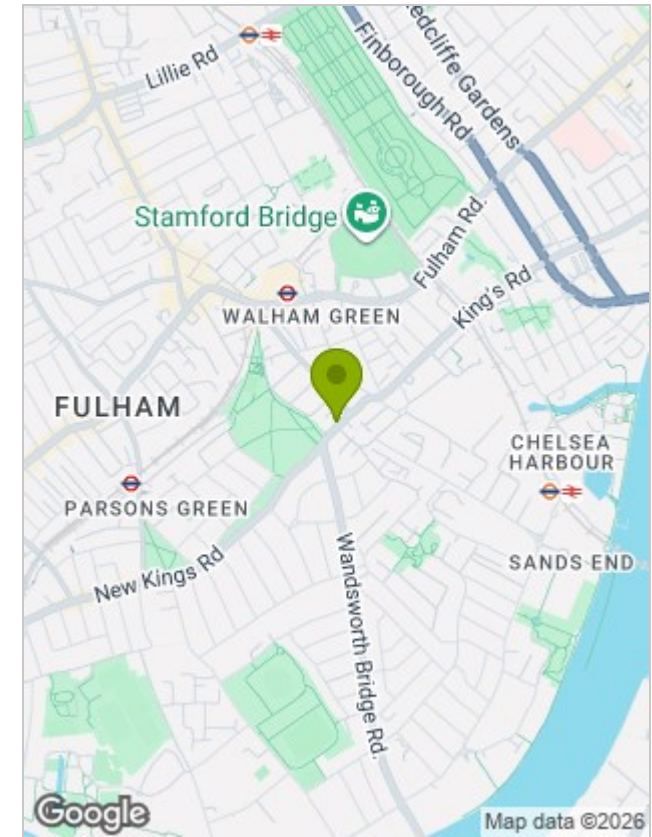 Lillie Rd
Finborough Rd
edcliffe Gardens
Stamford Bridge
Fulham Rd.
King's Rd
WALHAM GREEN
FULHAM
CHELSEA
HARBOUR
PARSONS GREEN
SANDS END
New Kings Rd
Wandsworth Bridge Rd.
Google
Map data ©2026